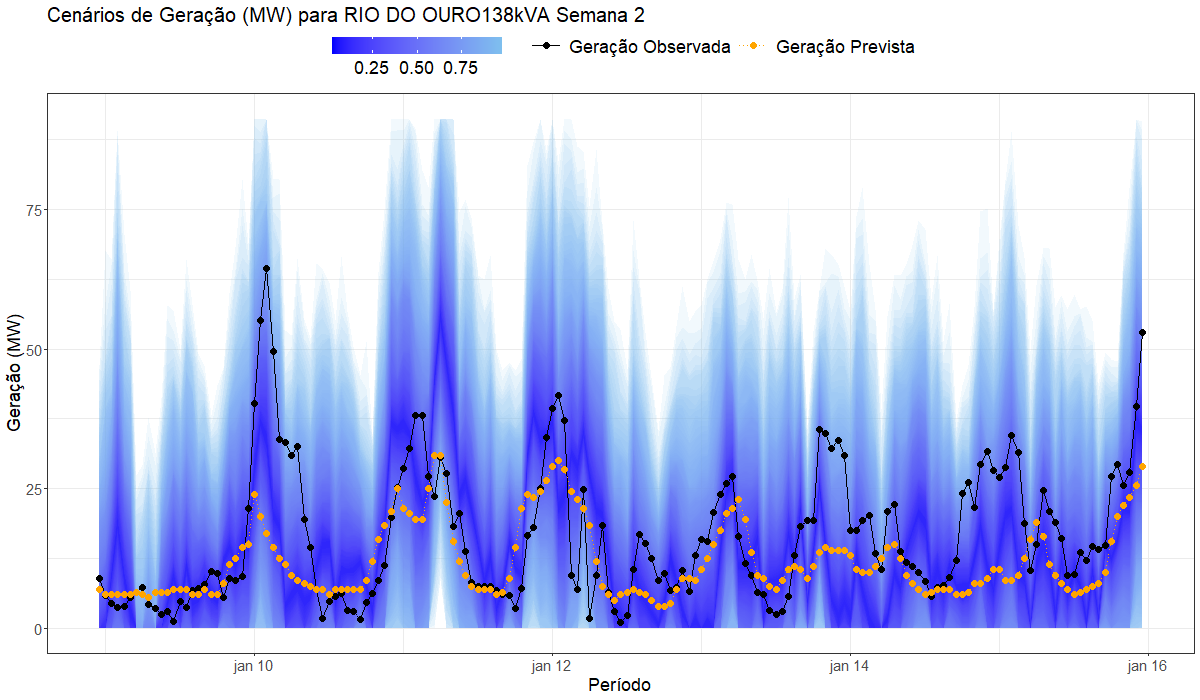 Cenários de Geração (MW) para RIO DO OURO138kVA Semana 2
0.25 0.50 0.75
Geração Observada
Geração Prevista
Geração (MW)
75
50
25
0
jan 10 jan 12 jan 14 jan 16
Período